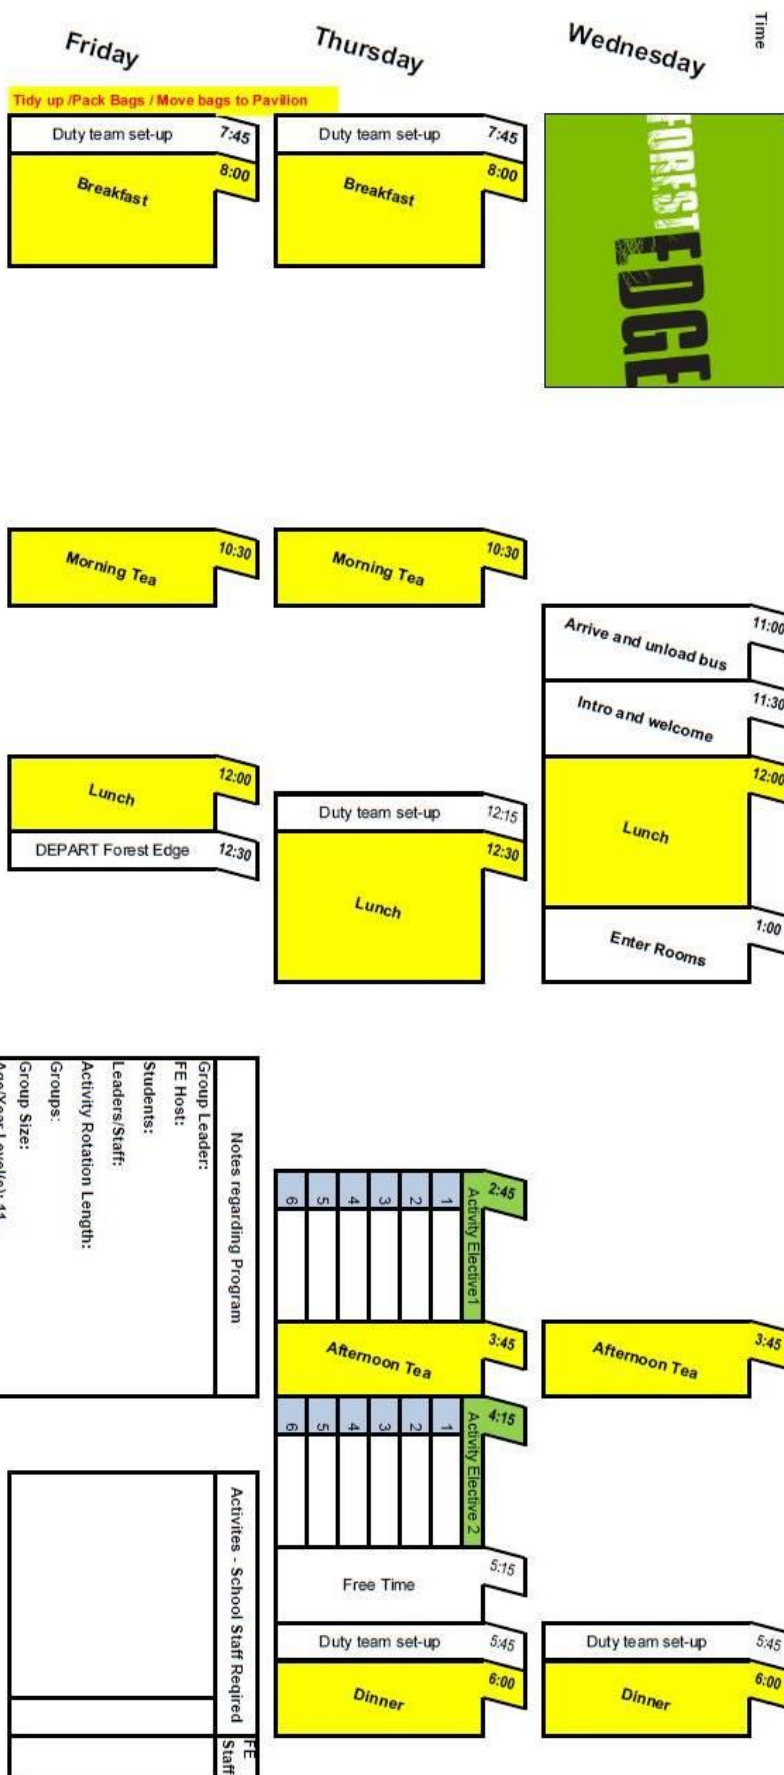 Time
Wednesday
FOREST
EDGE
11:00
Arrive and unload bus
11:30
Intro and welcome
12:00
Lunch
1:00
Enter Rooms
3:45
Afternoon Tea
5:45
Duty team set-up
6:00
Dinner
Thursday
7:45
Duty team set-up
8:00
Breakfast
10:30
Morning Tea
12:15
Duty team set-up
12:30
Lunch
2:45
Activity Elective1
1
2
3
4
5
6
3:45
Afternoon Tea
4:15
Activity Elective 2
1
2
3
4
5
6
5:15
Free Time
5:45
Duty team set-up
6:00
Dinner
Friday
Tidy up /Pack Bags / Move bags to Pavilion
7:45
Duty team set-up
8:00
Breakfast
10:30
Morning Tea
12:00
Lunch
12:30
DEPART Forest Edge
Notes regarding Program
Group Leader:
FE Host:
Students:
Leaders/Staff:
Activity Rotation Length:
Groups:
Group Size:
Age/Year Level(s): 11
Activites - School Staff Reqired
FE
Staff